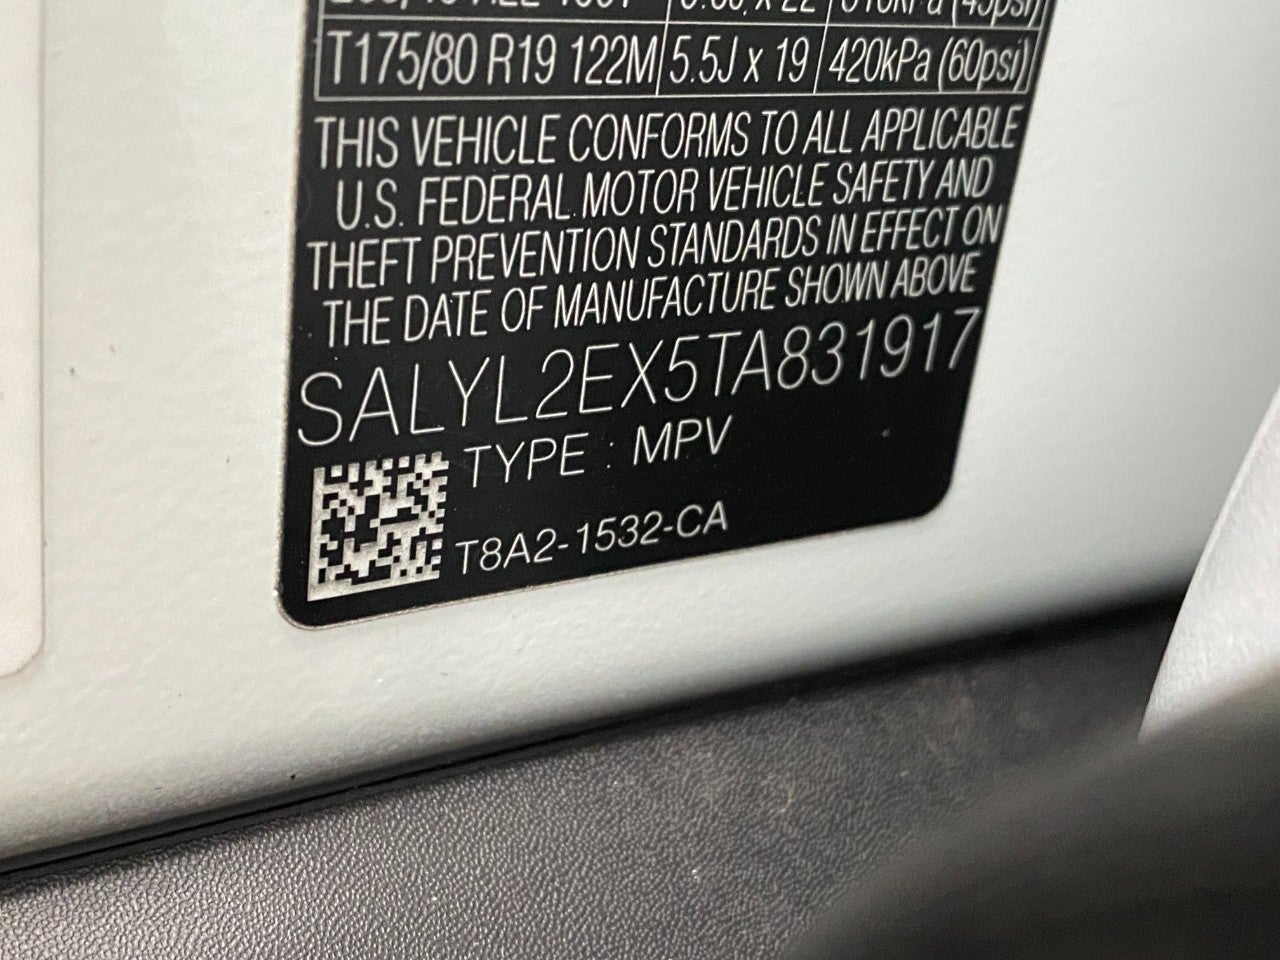 T175/80 R19 122M 5.5J x 19 420kPa (60psi)
THIS VEHICLE CONFORMS TO ALL APPLICABLE
U.S. FEDERAL MOTOR VEHICLE SAFETY AND
THEFT PREVENTION STANDARDS IN EFFECT ON
THE DATE OF MANUFACTURE SHOWN ABOVE
SALYL2EX5TA831917
TYPE : MPV
T8A2-1532-CA